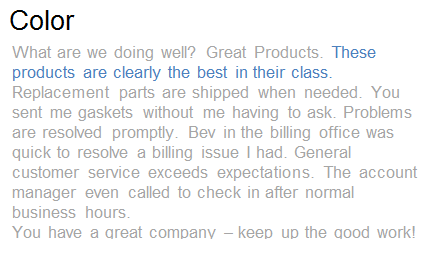 Color
What are we doing well? Great Products. These
products are clearly the best in their class.
Replacement parts are shipped when needed. You
sent me gaskets without me having to ask. Problems
are resolved promptly. Bev in the billing office was
quick to resolve a billing issue I had. General
customer service exceeds expectations. The account
manager even called to check in after normal
business hours.
You have a great company – keep up the good work!